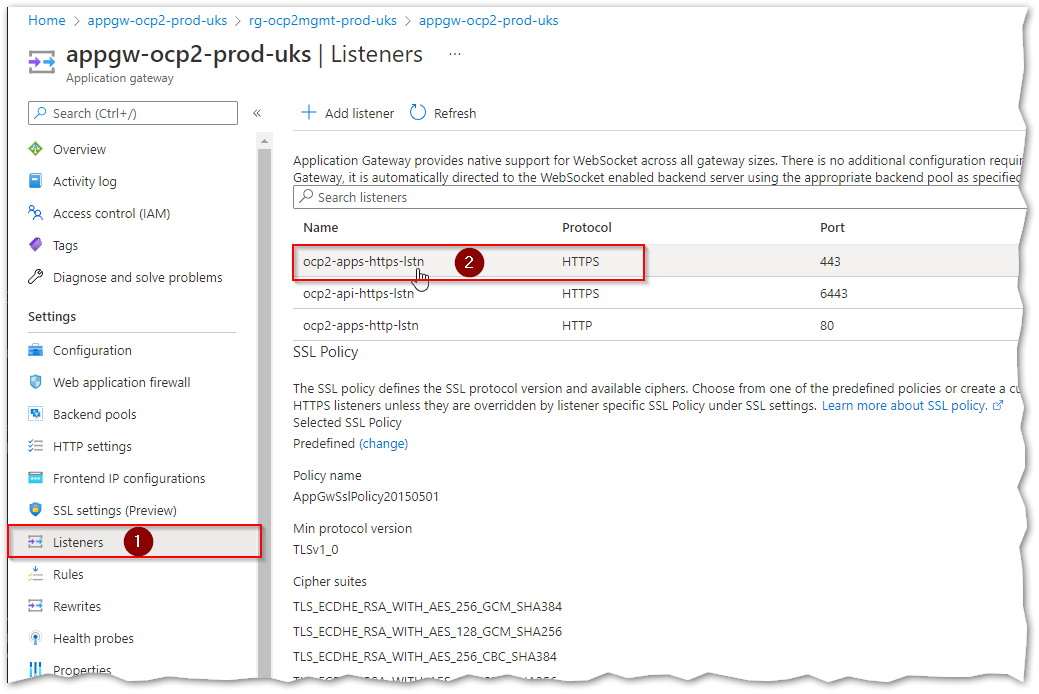 Home > appgw-ocp2-prod-uks > rg-ocp2mgmt-prod-uks > appgw-ocp2-prod-uks
appgw-ocp2-prod-uks | Listeners ...
Application gateway
Search (Ctrl+/)
«
Overview
Activity log
Access control (IAM)
Tags
Diagnose and solve problems
Settings
Configuration
Web application firewall
Backend pools
HTTP settings
Frontend IP configurations
SSL settings (Preview)
Listeners 1
Rules
Rewrites
Health probes
Properties
Add listener Refresh
Application Gateway provides native support for WebSocket across all gateway sizes. There is no additional configuration requir
Gateway, it is automatically directed to the WebSocket enabled backend server using the appropriate backend pool as specified
Search listeners
Name Protocol Port
ocp2-apps-https-lstn 2 HTTPS 443
ocp2-api-https-lstn HTTPS 6443
ocp2-apps-http-lstn HTTP 80
SSL Policy
The SSL policy defines the SSL protocol version and available ciphers. Choose from one of the predefined policies or create a cu
HTTPS listeners unless they are overridden by listener specific SSL Policy under SSL settings. Learn more about SSL policy.
Selected SSL Policy
Predefined (change)
Policy name
AppGwSslPolicy20150501
Min protocol version
TLSv1_0
Cipher suites
TLS_ECDHE_RSA_WITH_AES_256_GCM_SHA384
TLS_ECDHE_RSA_WITH_AES_128_GCM_SHA256
TLS_ECDHE_RSA_WITH_AES_256_CBC_SHA384